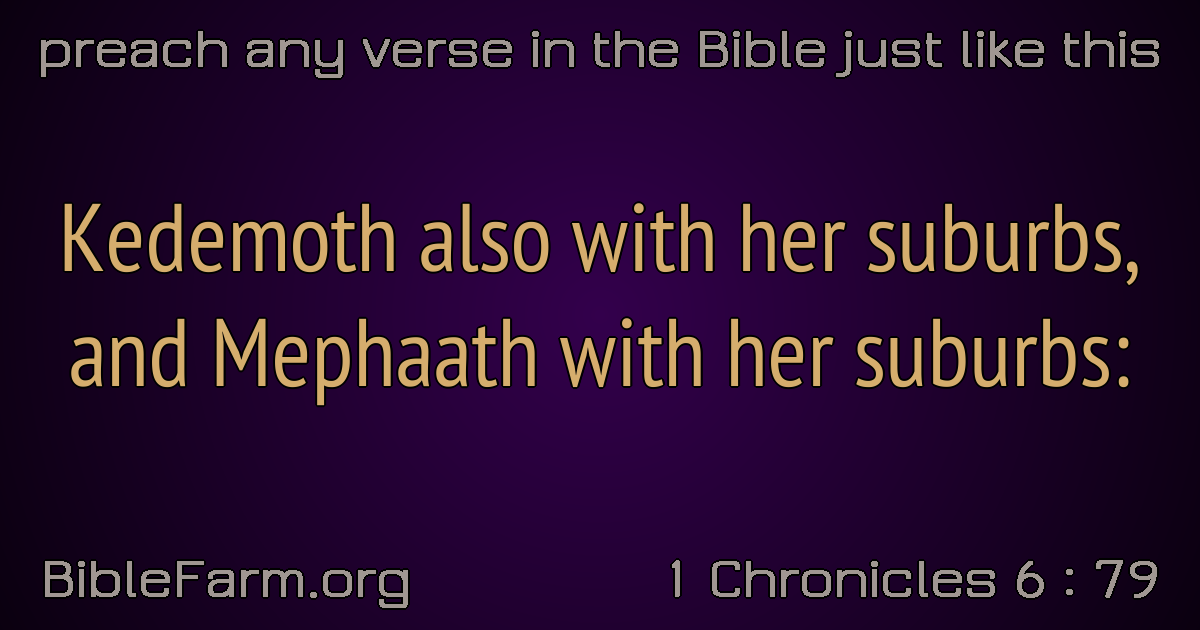 preach any verse in the Bible just like this
Kedemoth also with her suburbs,
and Mephaath with her suburbs:
BibleFarm.org
1 Chronicles 6 : 79